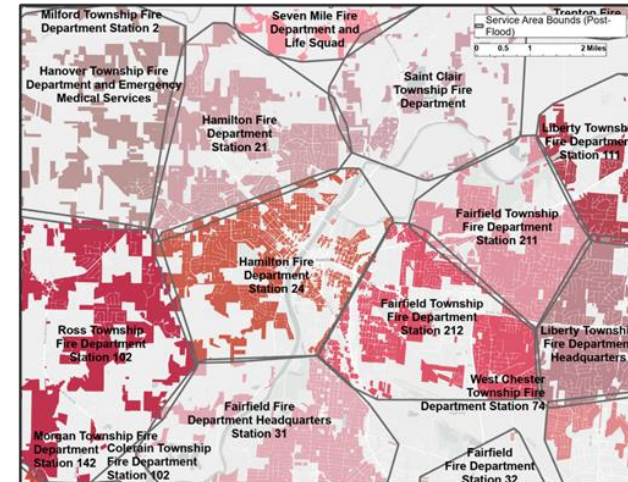 Milford Township Fire
Department Station 2
Seven Mile Fire
Department and
Life Squad
Trenton Fire
Service Area Bounds (Post-
Flood)
0 0.5 1 2 Miles
Hanover Township Fire
Department and Emergency
Medical Services
Saint Clair
Township Fire
Department
Hamilton Fire
Department
Station 21
Liberty Township
Fire Department
Station 111
Fairfield Township
Fire Department
Station 211
Hamilton Fire
Department
Station 24
Fairfield Township
Fire Department
Station 212
Ross Township
Fire Department
Station 102
Liberty Township
Fire Department
Headquarters
West Chester
Township Fire
Department Station 74
Fairfield Fire
Department Headquarters
Station 31
Morgan Township Fire
Department
Station 142
Colerain Township
Fire Department
Station 102
Fairfield
Fire Department
Station 32